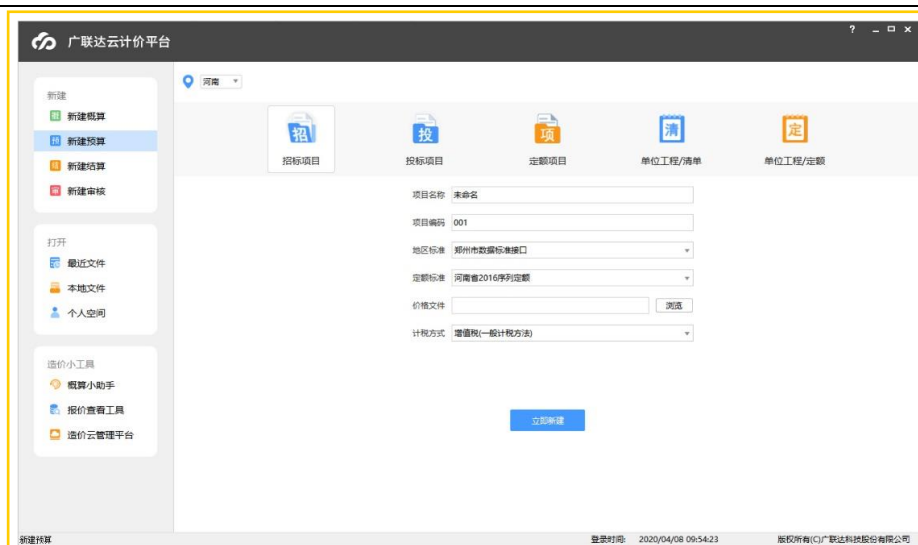 广联达云计价平台
?
河南
新建
新建概算
新建预算
新建结算
新建审核
打开
最近文件
本地文件
个人空间
造价小工具
概算小助手
报价查看工具
造价云管理平台
招
投
项
清
定
招标项目 投标项目 定额项目 单位工程/清单 单位工程/定额
项目名称 未命名
项目编码 001
地区标准 郑州市数据标准接口
定额标准 河南省2016序列定额
价格文件 浏览
计税方式 增值税(一般计税方法)
立即新建
新建预算 登录时间: 2020/04/08 09:54:23 版权所有(C)广联达科技股份有限公司